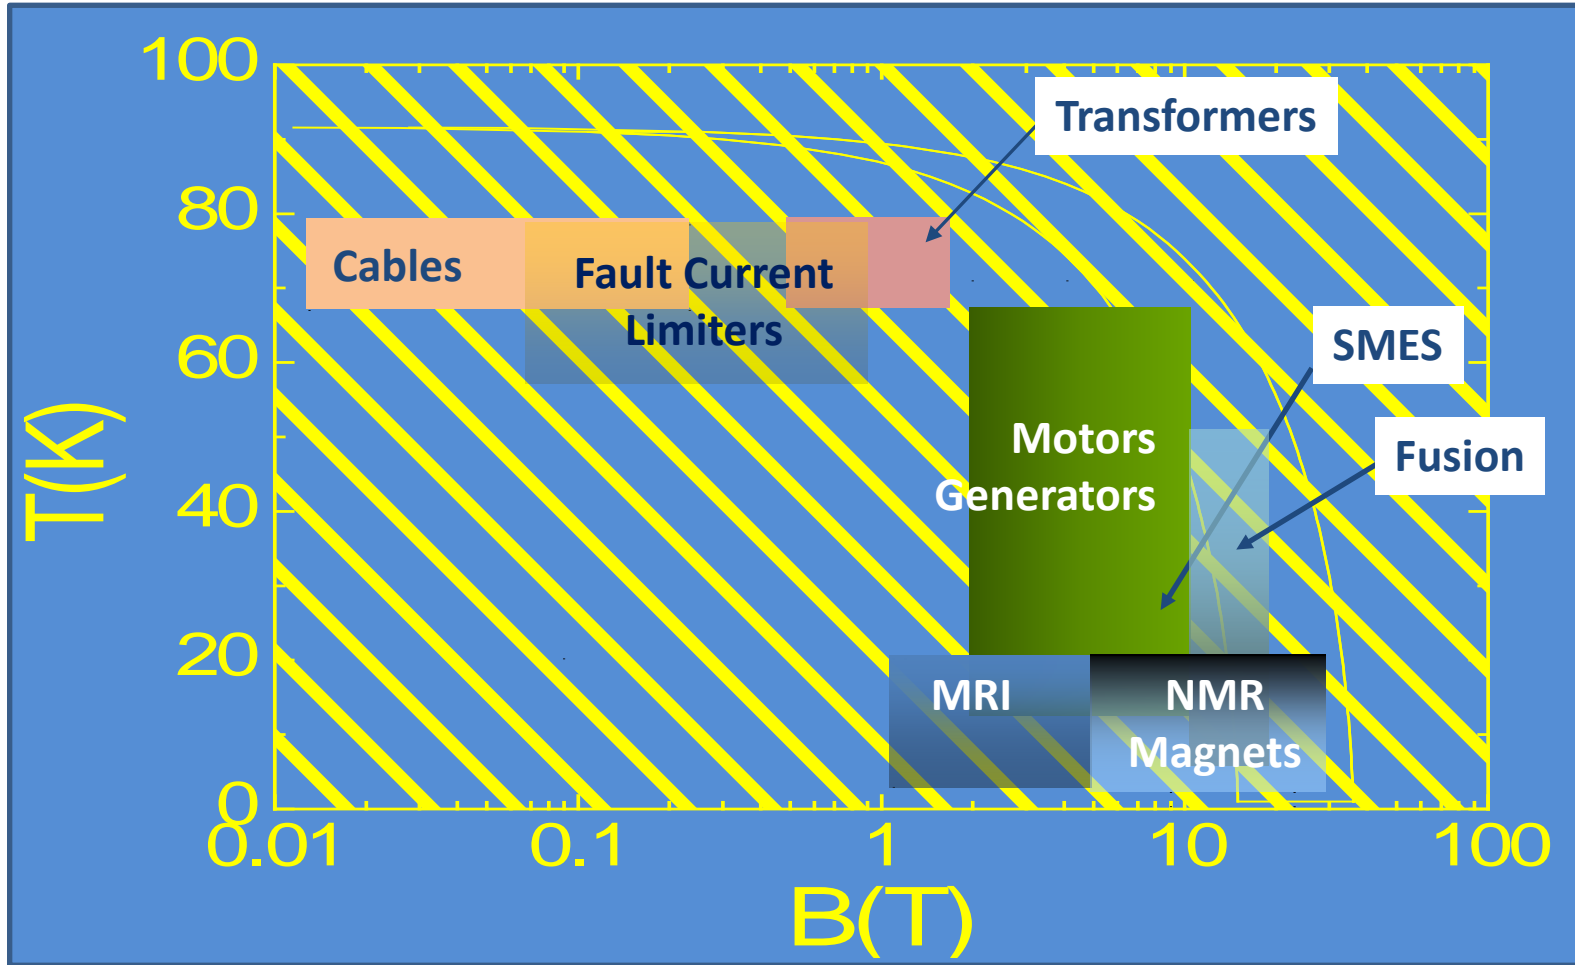 100
80
60
40
20
0
T(K)
0.01
0.1
1
10
100
B(T)
Transformers
Cables
Fault Current
Limiters
SMES
Motors
Generators
Fusion
MRI
NMR
Magnets